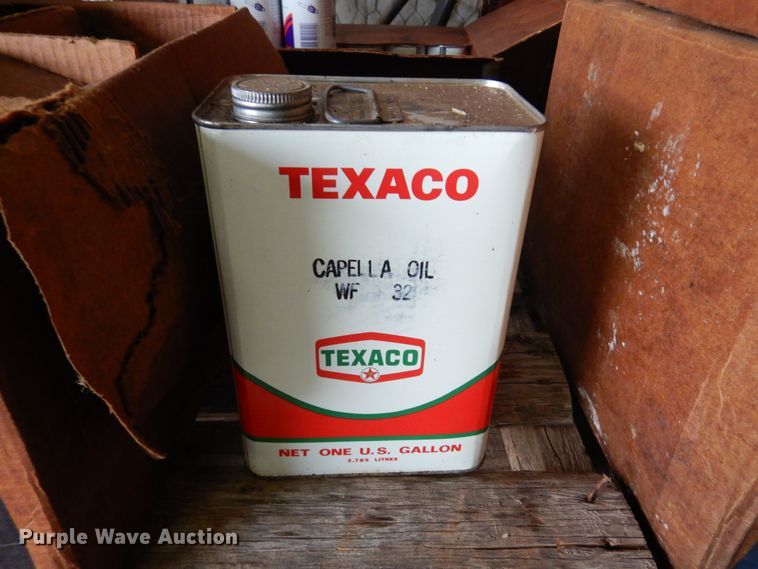 TEXACO
CAPELLA OIL
WF 32
TEXACO
NET ONE U.S. GALLON
3.785 LITRES
Purple Wave Auction